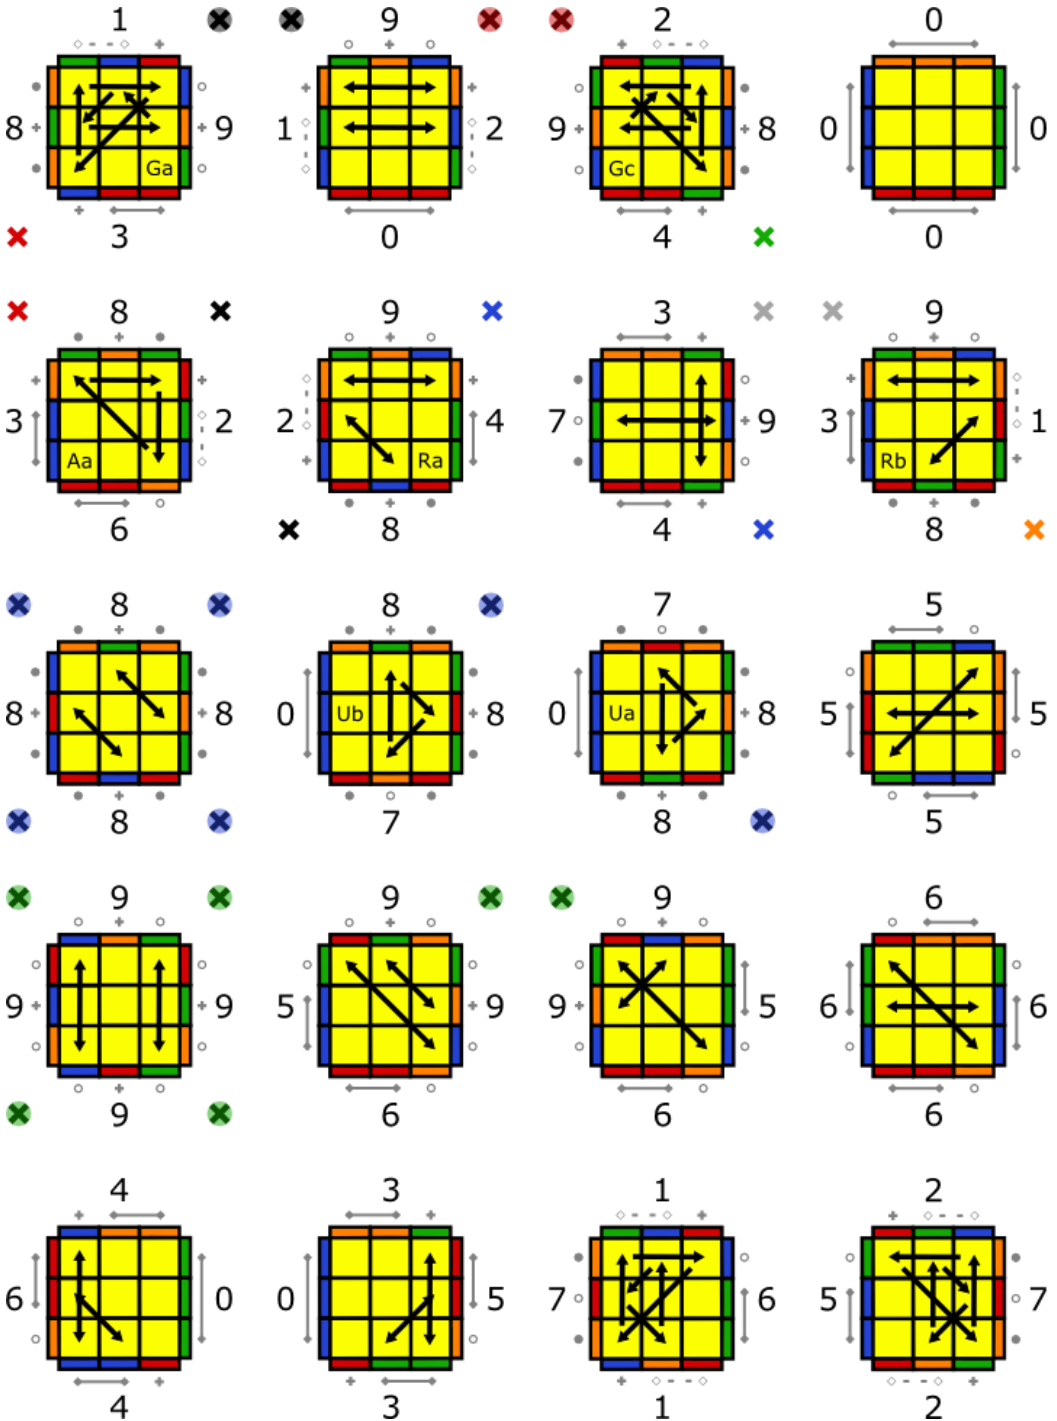 1 9 2 0
8 Ga 9 1 2 9 Gc 8 0 0
3 0 4 0
8 9 3 9
3 Aa 2 2 Ra 4 7 9 3 Rb 1
6 8 4 8
8 8 7 5
8 8 0 Ub 8 0 Ua 8 5 5
8 7 8 5
9 9 9 6
9 9 5 9 9 5 6 6
9 6 6 6
4 3 1 2
6 0 0 5 7 6 5 7
4 3 1 2